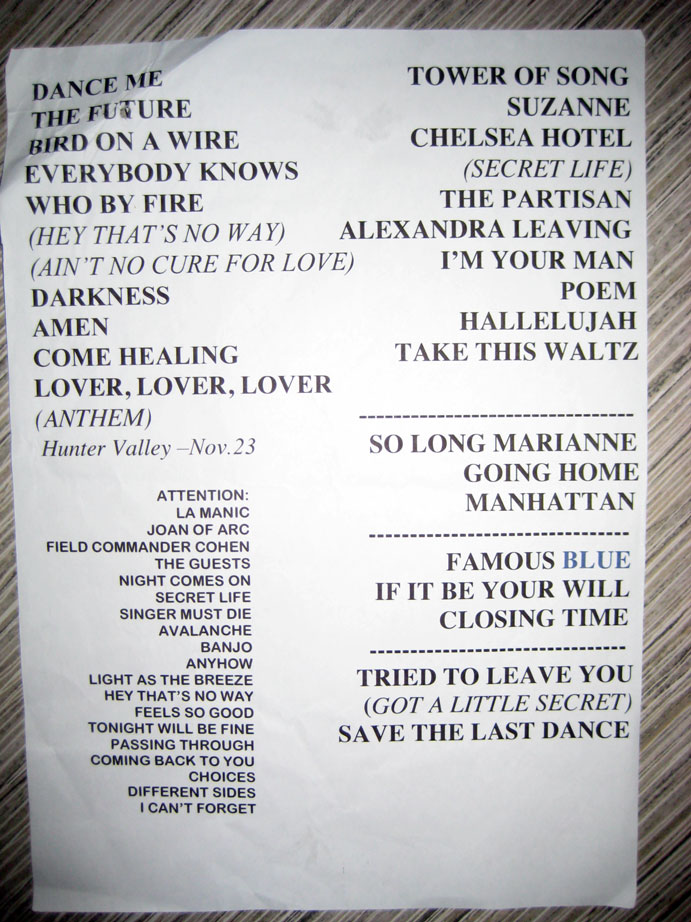 DANCE ME
THE FUTURE
BIRD ON A WIRE
EVERYBODY KNOWS
WHO BY FIRE
(HEY THAT'S NO WAY)
(AIN'T NO CURE FOR LOVE)
DARKNESS
AMEN
COME HEALING
LOVER, LOVER, LOVER
(ANTHEM)
Hunter Valley –Nov.23
ATTENTION:
LA MANIC
JOAN OF ARC
FIELD COMMANDER COHEN
THE GUESTS
NIGHT COMES ON
SECRET LIFE
SINGER MUST DIE
AVALANCHE
BANJO
ANYHOW
LIGHT AS THE BREEZE
HEY THAT'S NO WAY
FEELS SO GOOD
TONIGHT WILL BE FINE
PASSING THROUGH
COMING BACK TO YOU
CHOICES
DIFFERENT SIDES
I CAN'T FORGET
TOWER OF SONG
SUZANNE
CHELSEA HOTEL
(SECRET LIFE)
THE PARTISAN
ALEXANDRA LEAVING
I'M YOUR MAN
POEM
HALLELUJAH
TAKE THIS WALTZ
---------------------------------
SO LONG MARIANNE
GOING HOME
MANHATTAN
-------------------------------
FAMOUS BLUE
IF IT BE YOUR WILL
CLOSING TIME
-------------------------------
TRIED TO LEAVE YOU
(GOT A LITTLE SECRET)
SAVE THE LAST DANCE